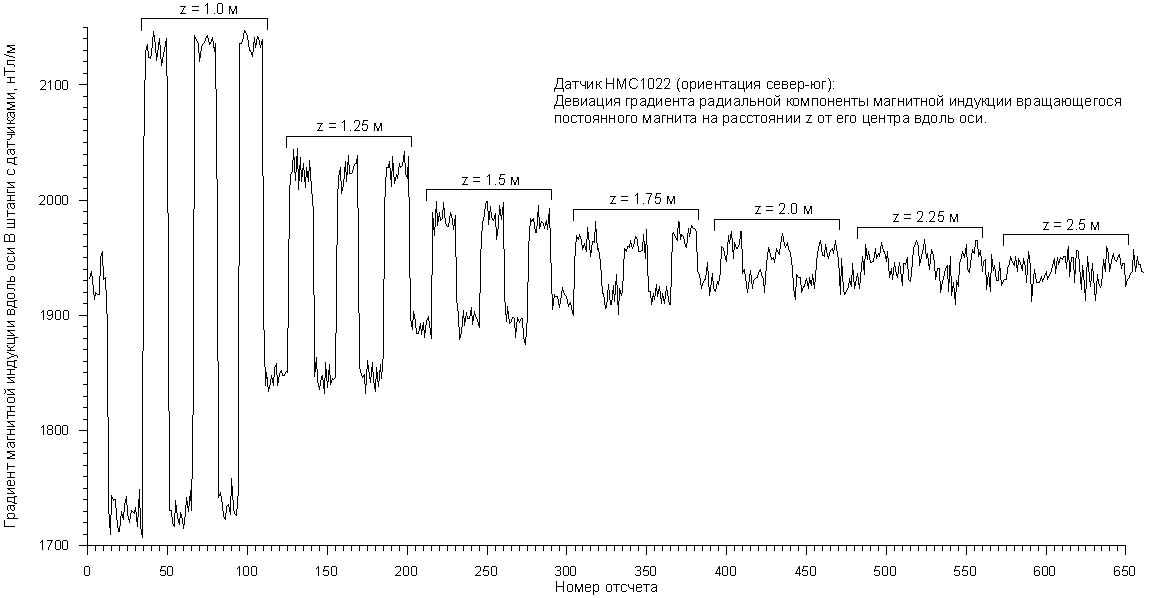 z = 1.0 м
Датчик HMC1022 (ориентация север-юг):
Девиация градиента радиальной компоненты магнитной индукции вращающегося
постоянного магнита на расстоянии z от его центра вдоль оси.
z = 1.25 м
z = 1.5 м
z = 1.75 м
z = 2.0 м
z = 2.25 м
z = 2.5 м
Градиент магнитной индукции вдоль оси В штанги с датчиками, нТл/м
2100
2000
1900
1800
1700
0 50 100 150 200 250 300 350 400 450 500 550 600 650
Номер отсчета